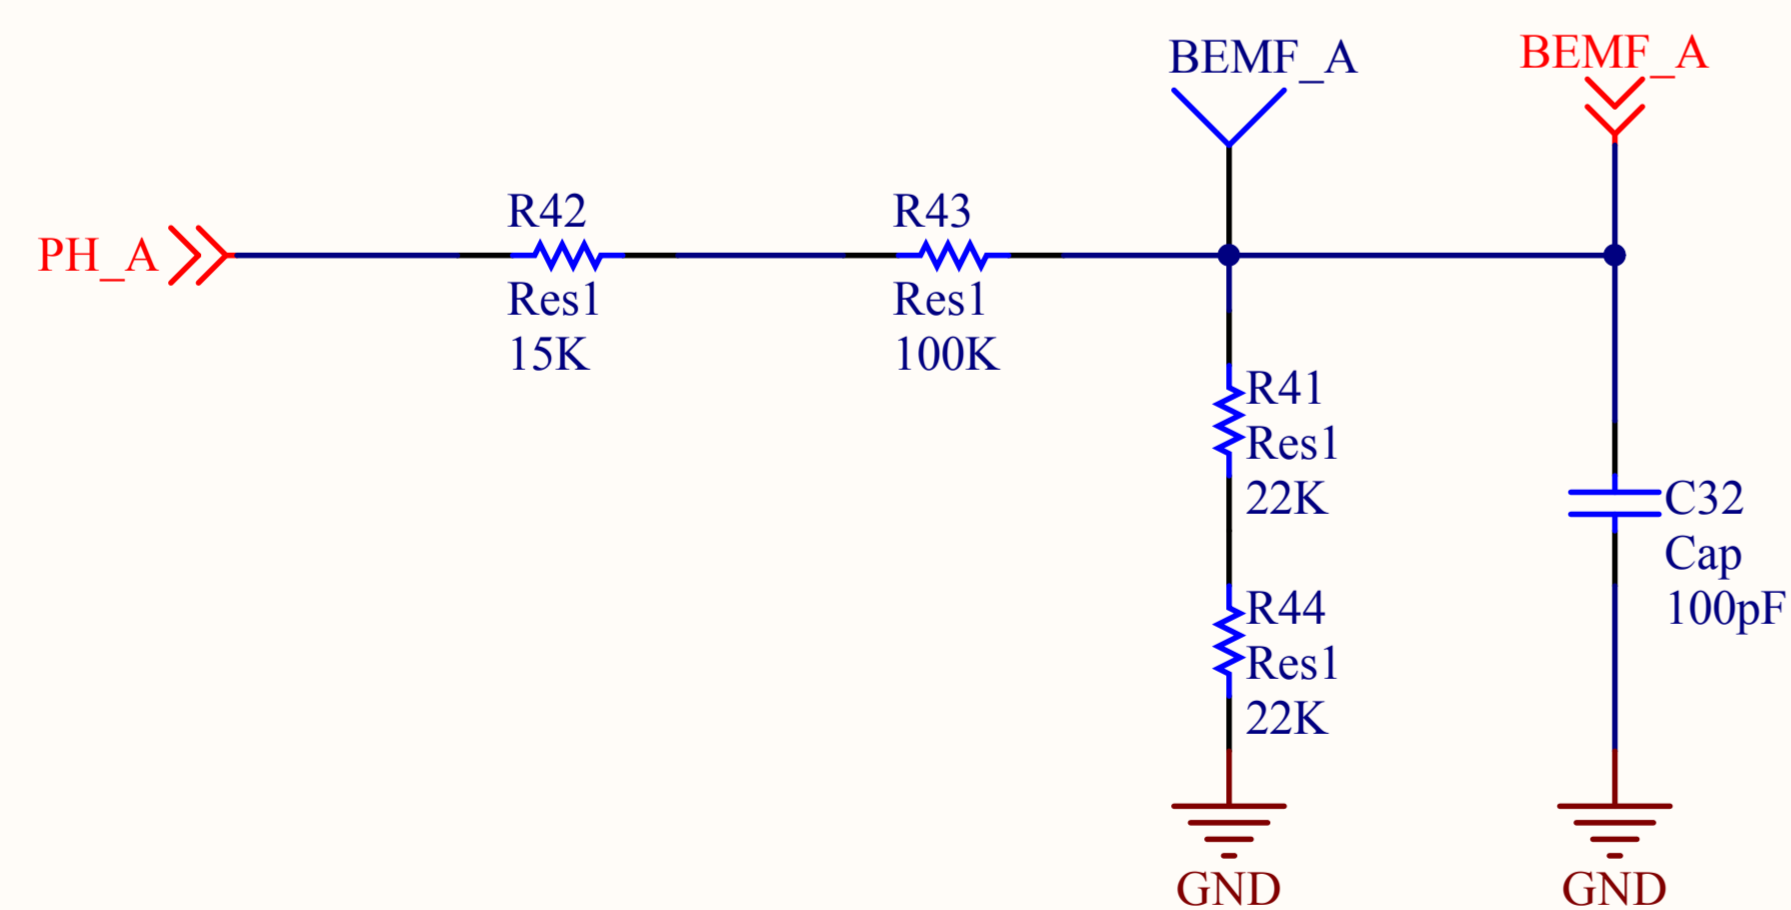 BEMF_A
BEMF_A
PH_A
R42
Res1
15K
R43
Res1
100K
R41
Res1
22K
C32
Cap
100pF
R44
Res1
22K
GND
GND